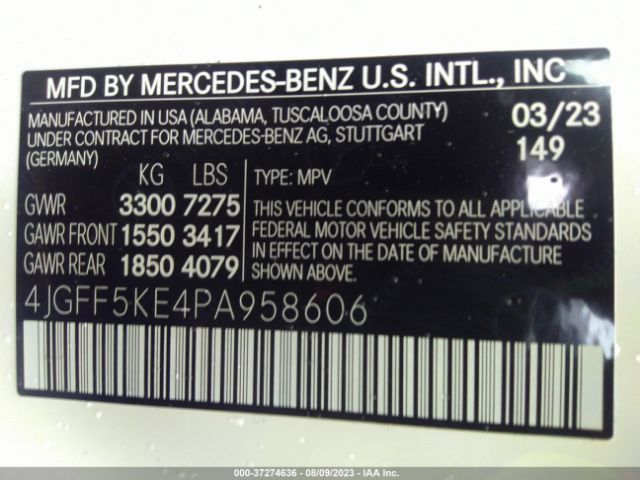 MFD BY MERCEDES-BENZ U.S. INTL., INC
MANUFACTURED IN USA (ALABAMA, TUSCALOOSA COUNTY) 03/23
UNDER CONTRACT FOR MERCEDES-BENZ AG, STUTTGART 149
(GERMANY)
KG LBS TYPE: MPV
GVWR 3300 7275 THIS VEHICLE CONFORMS TO ALL APPLICABLE
GAWR FRONT 1550 3417 FEDERAL MOTOR VEHICLE SAFETY STANDARDS
IN EFFECT ON THE DATE OF MANUFACTURE
GAWR REAR 1850 4079 SHOWN ABOVE.
4JGFF5KE4PA958606
000-37274636 - 08/09/2023 - IAA Inc.